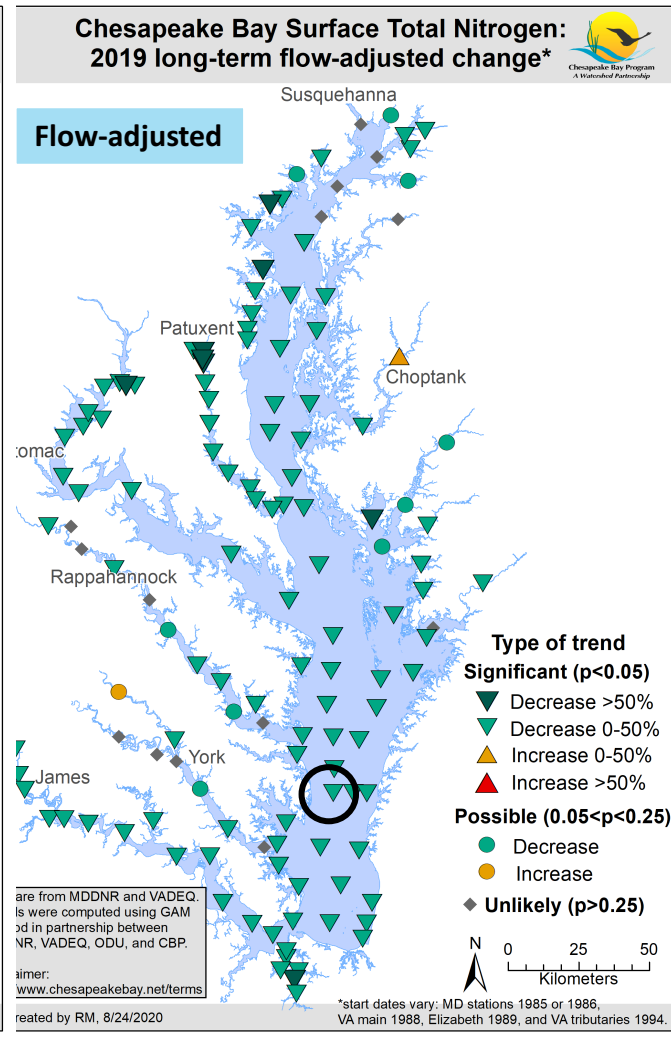 Chesapeake Bay Surface Total Nitrogen:
2019 long-term flow-adjusted change*
Chesapeake Bay Program
A Watershed Partnership
Flow-adjusted
Susquehanna
Patuxent
Choptank
tomac
Rappahannock
York
James
Type of trend
Significant (p<0.05)
Decrease >50%
Decrease 0-50%
Increase 0-50%
Increase >50%
Possible (0.05<p<0.25)
Decrease
Increase
Unlikely (p>0.25)
N
0 25 50
Kilometers
are from MDDNR and VADEQ.
ls were computed using GAM
od in partnership between
NR, VADEQ, ODU, and CBP.
aimer:
/www.chesapeakebay.net/terms
reated by RM, 8/24/2020
*start dates vary: MD stations 1985 or 1986,
VA main 1988, Elizabeth 1989, and VA tributaries 1994.